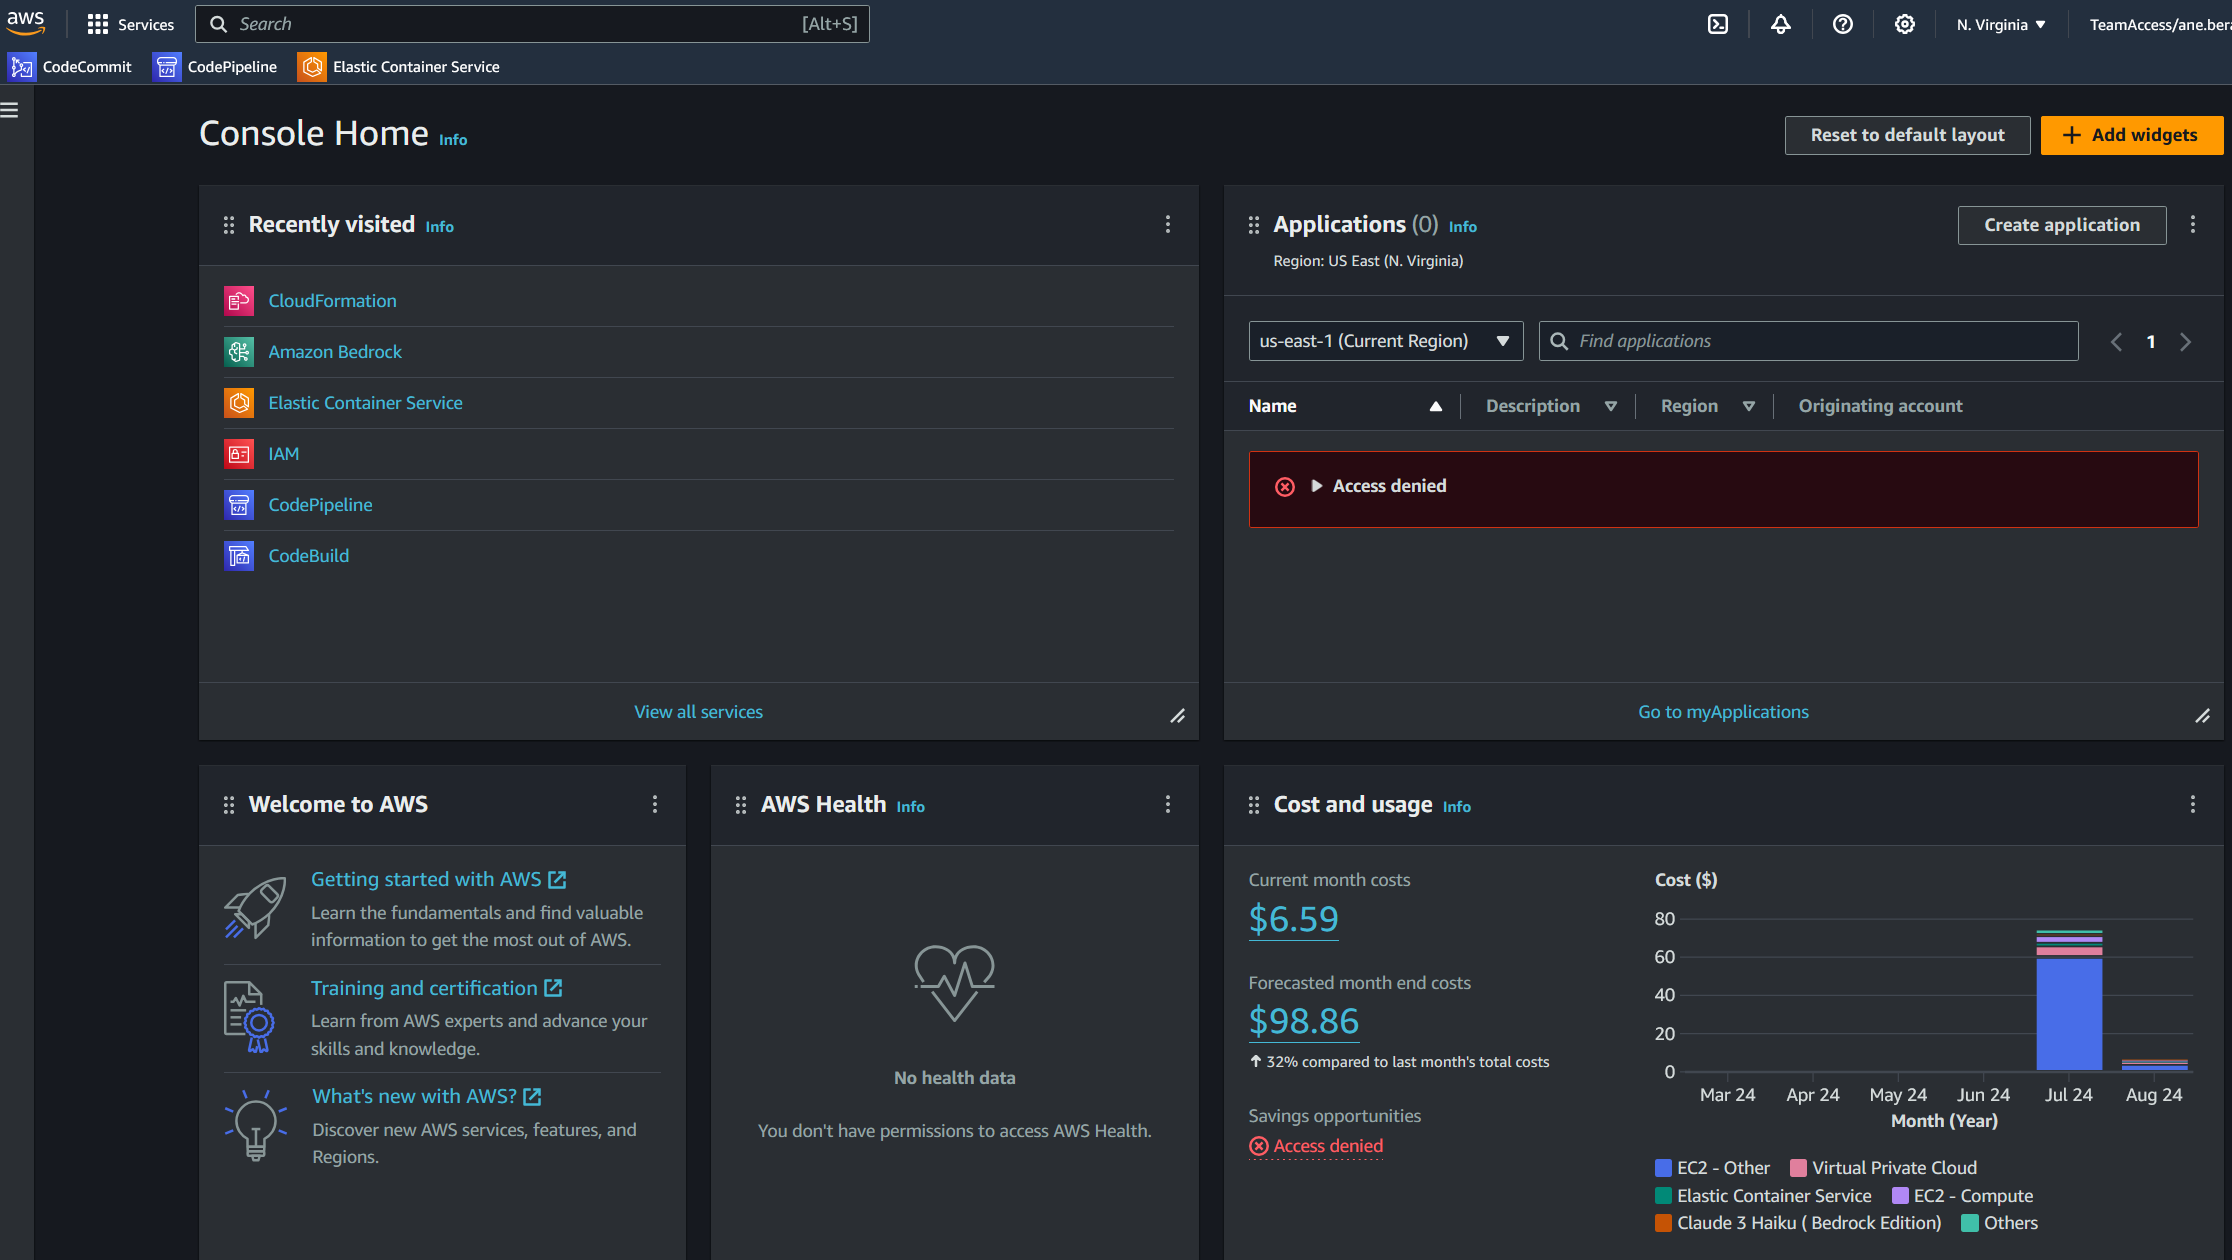 aws
Services
Search
[Alt+S]
N. Virginia
TeamAccess/ane.bera
CodeCommit
CodePipeline
Elastic Container Service
Console Home Info
Reset to default layout
Add widgets
Recently visited Info
CloudFormation
Amazon Bedrock
Elastic Container Service
IAM
CodePipeline
CodeBuild
View all services
Applications (0) Info
Create application
Region: US East (N. Virginia)
us-east-1 (Current Region)
Find applications
1
Name
Description
Region
Originating account
Access denied
Go to myApplications
Welcome to AWS
Getting started with AWS
Learn the fundamentals and find valuable
information to get the most out of AWS.
Training and certification
Learn from AWS experts and advance your
skills and knowledge.
What's new with AWS?
Discover new AWS services, features, and
Regions.
AWS Health Info
No health data
You don't have permissions to access AWS Health.
Cost and usage Info
Current month costs
$6.59
Forecasted month end costs
$98.86
32% compared to last month's total costs
Savings opportunities
Access denied
Cost ($)
80
60
40
20
0
Mar 24
Apr 24
May 24
Jun 24
Jul 24
Aug 24
Month (Year)
EC2 - Other
Virtual Private Cloud
Elastic Container Service
EC2 - Compute
Claude 3 Haiku ( Bedrock Edition)
Others